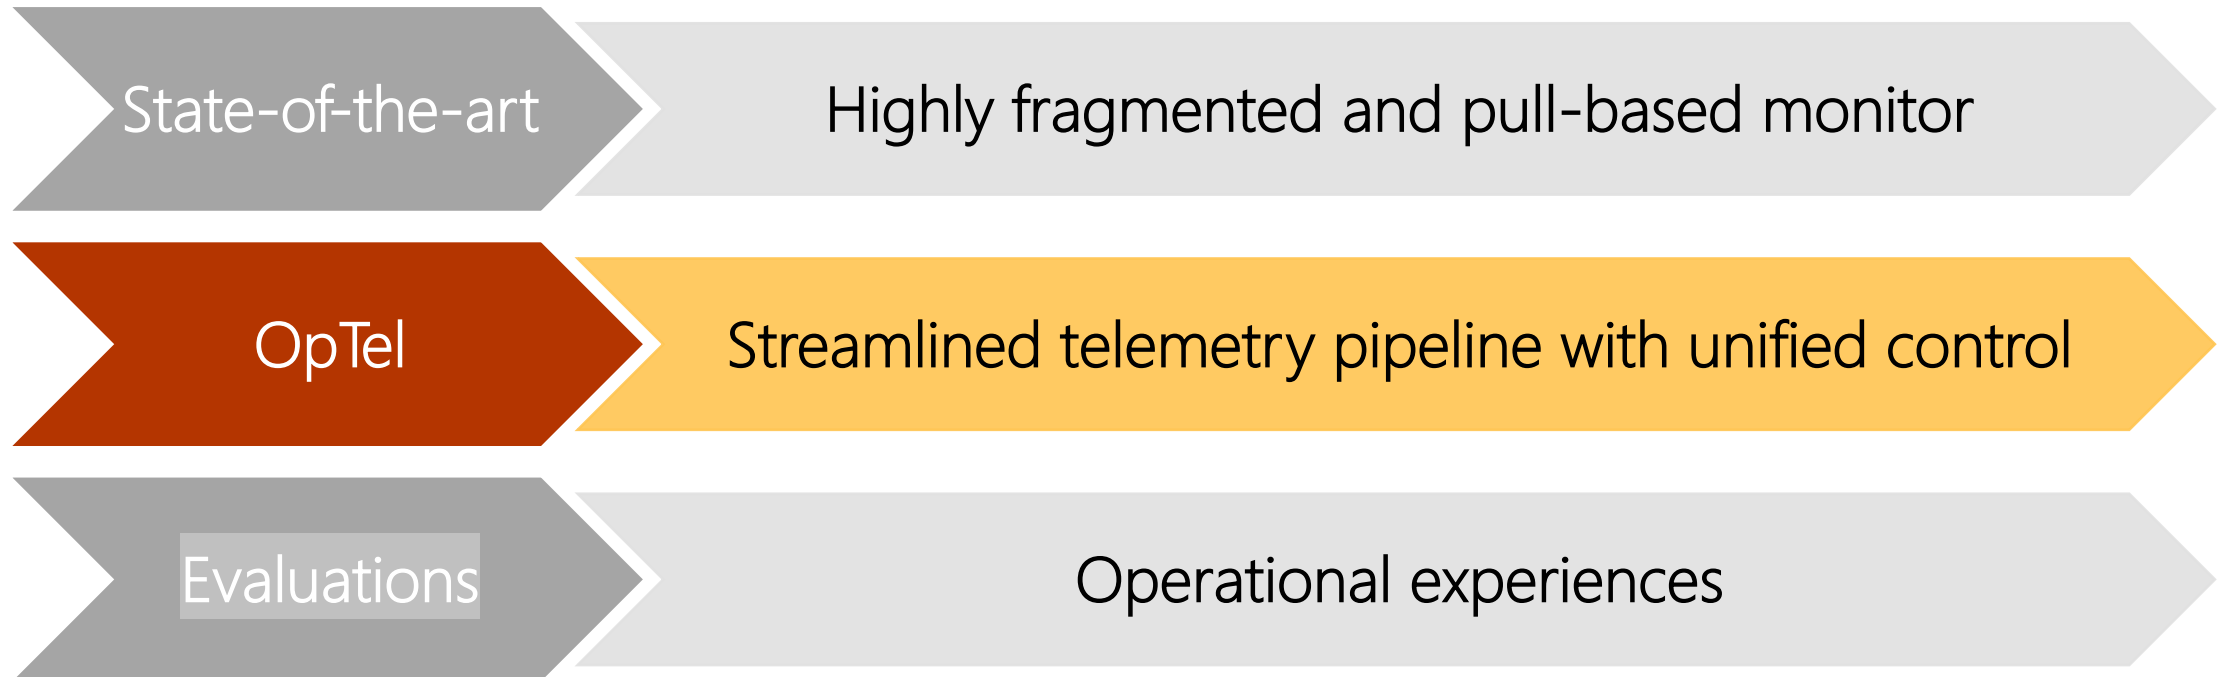 State-of-the-art
Highly fragmented and pull-based monitor
OpTel
Streamlined telemetry pipeline with unified control
Evaluations
Operational experiences